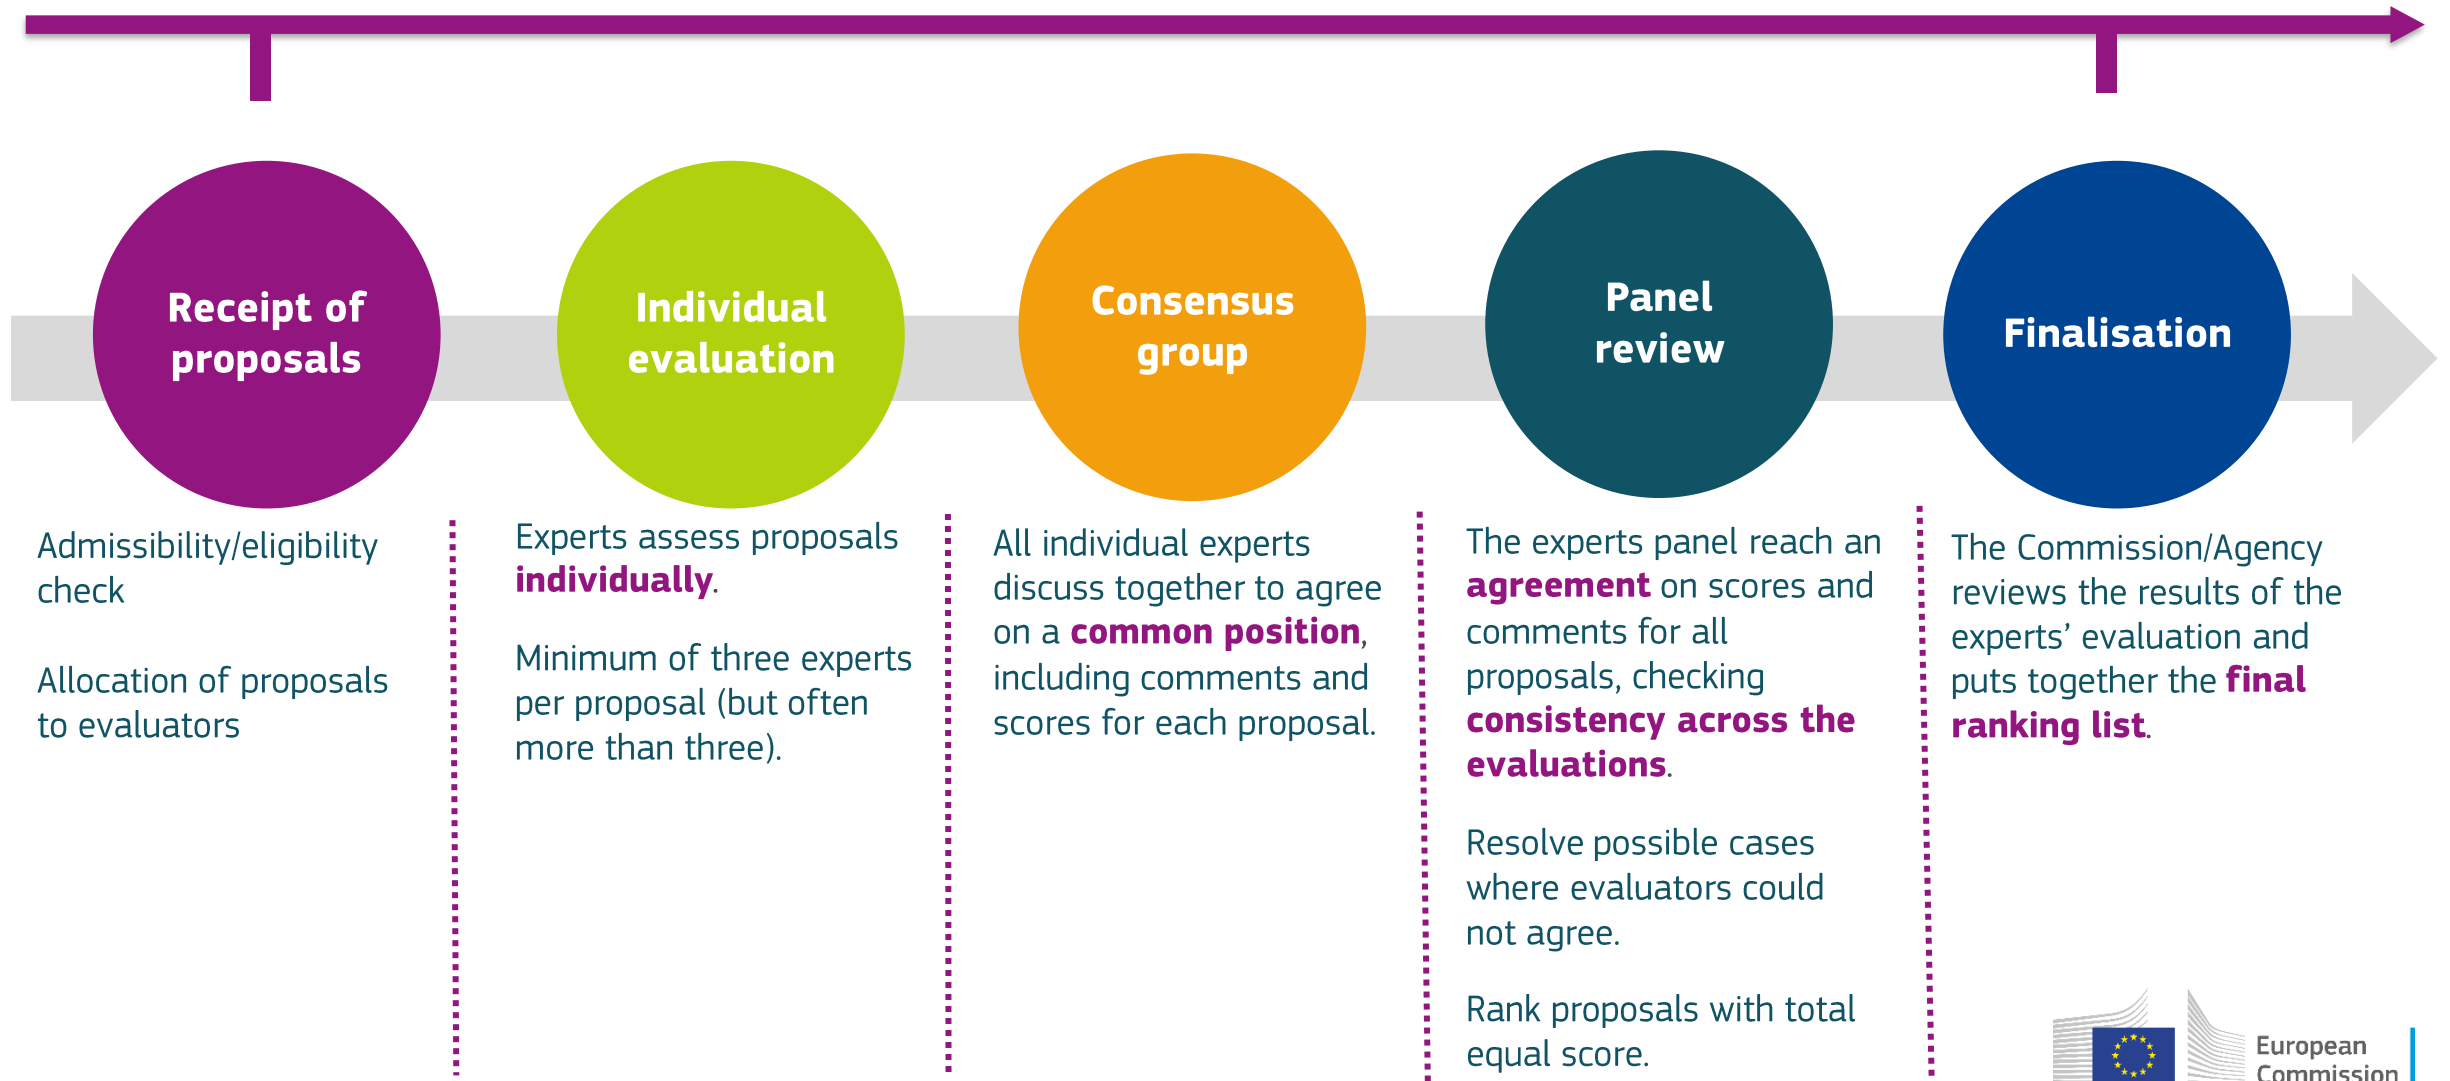 Receipt of
proposals
Individual
evaluation
Consensus
group
Panel
review
Finalisation
Admissibility/eligibility
check
Allocation of proposals
to evaluators
Experts assess proposals
individually.
Minimum of three experts
per proposal (but often
more than three).
All individual experts
discuss together to agree
on a common position,
including comments and
scores for each proposal.
The experts panel reach an
agreement on scores and
comments for all
proposals, checking
consistency across the
evaluations.
Resolve possible cases
where evaluators could
not agree.
Rank proposals with total
equal score.
The Commission/Agency
reviews the results of the
experts’ evaluation and
puts together the final
ranking list.
European
Commission